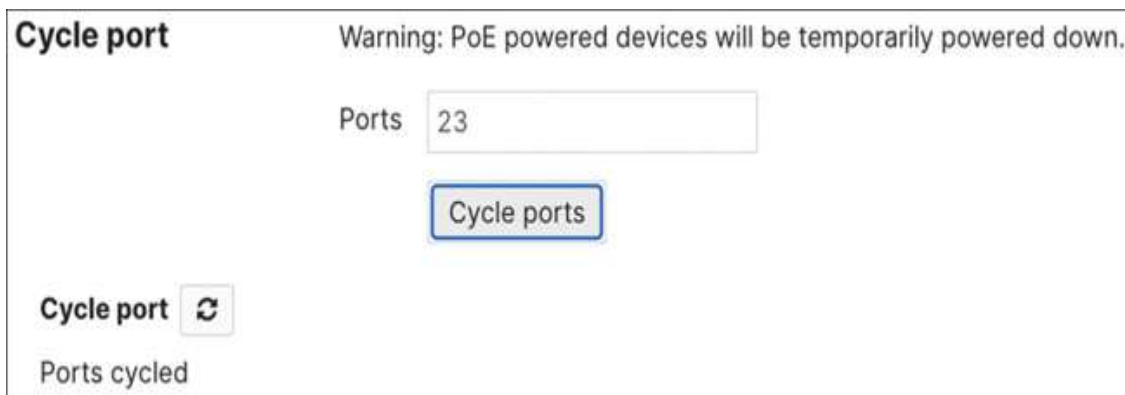 Cycle port
Warning: PoE powered devices will be temporarily powered down.
Ports 23
Cycle ports
Cycle port
Ports cycled